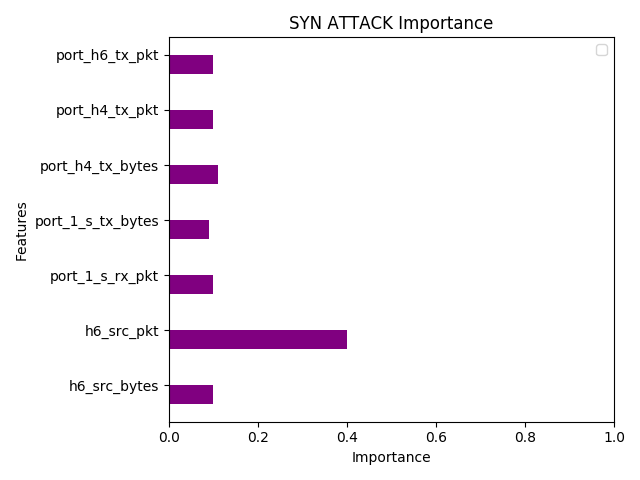 SYN ATTACK Importance
port_h6_tx_pkt
port_h4_tx_pkt
port_h4_tx_bytes
port_1_s_tx_bytes
port_1_s_rx_pkt
h6_src_pkt
h6_src_bytes
Features
0.0 0.2 0.4 0.6 0.8 1.0
Importance